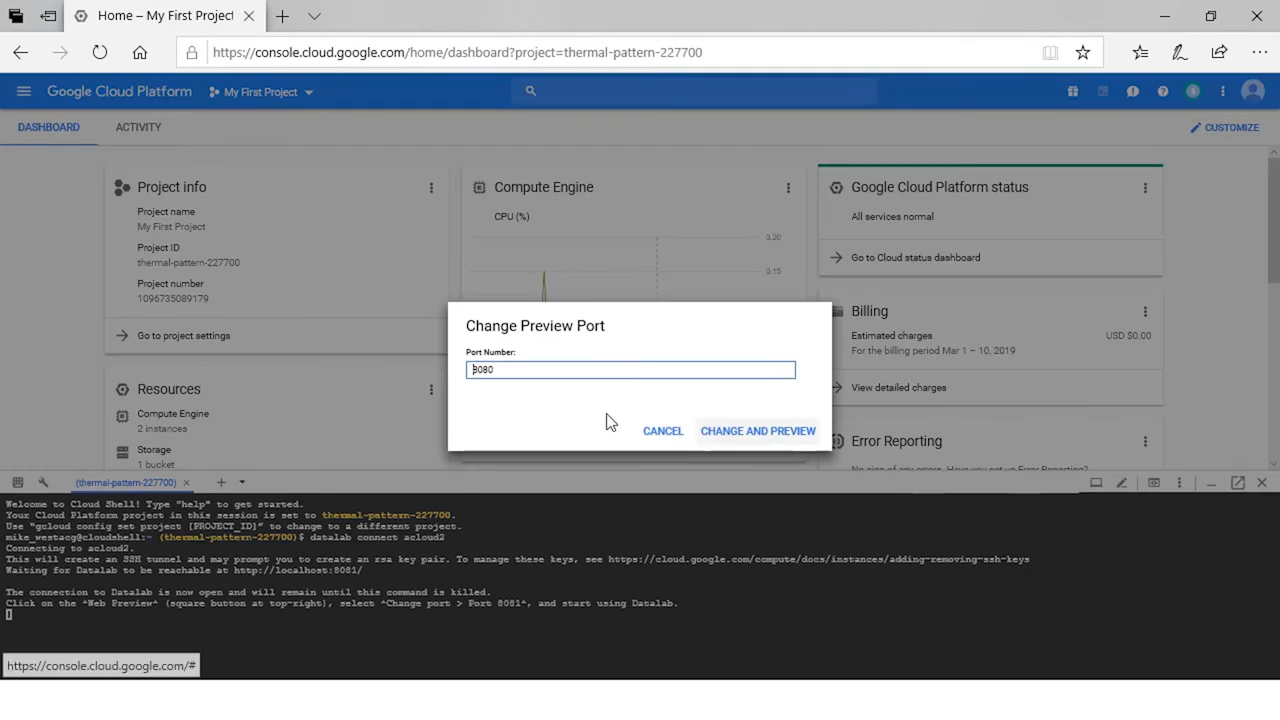 Home – My First Project
https://console.cloud.google.com/home/dashboard?project=thermal-pattern-227700
Google Cloud Platform
My First Project
DASHBOARD
ACTIVITY
CUSTOMIZE
Project info
Project name
My First Project
Project ID
thermal-pattern-227700
Project number
1096735089179
Go to project settings
Resources
Compute Engine
2 instances
Storage
1 bucket
Compute Engine
CPU (%)
0.20
0.15
Google Cloud Platform status
All services normal
Go to Cloud status dashboard
Billing
Estimated charges
USD $0.00
For the billing period Mar 1 – 10, 2019
View detailed charges
Error Reporting
No sign of any errors. Have you set up Error Reporting?
Change Preview Port
Port Number:
8080
CANCEL
CHANGE AND PREVIEW
(thermal-pattern-227700)
Welcome to Cloud Shell! Type "help" to get started.
Your Cloud Platform project in this session is set to thermal-pattern-227700.
Use "gcloud config set project [PROJECT_ID]" to change to a different project.
mike_westacg@cloudshell:~ (thermal-pattern-227700)$ datalab connect acloud2
Connecting to acloud2.
This will create an SSH tunnel and may prompt you to create an rsa key pair. To manage these keys, see https://cloud.google.com/compute/docs/instances/adding-removing-ssh-keys
Waiting for Datalab to be reachable at http://localhost:8081/
The connection to Datalab is now open and will remain until this command is killed.
Click on the *Web Preview* (square button at top-right), select *Change port > Port 8081*, and start using Datalab.
https://console.cloud.google.com/#